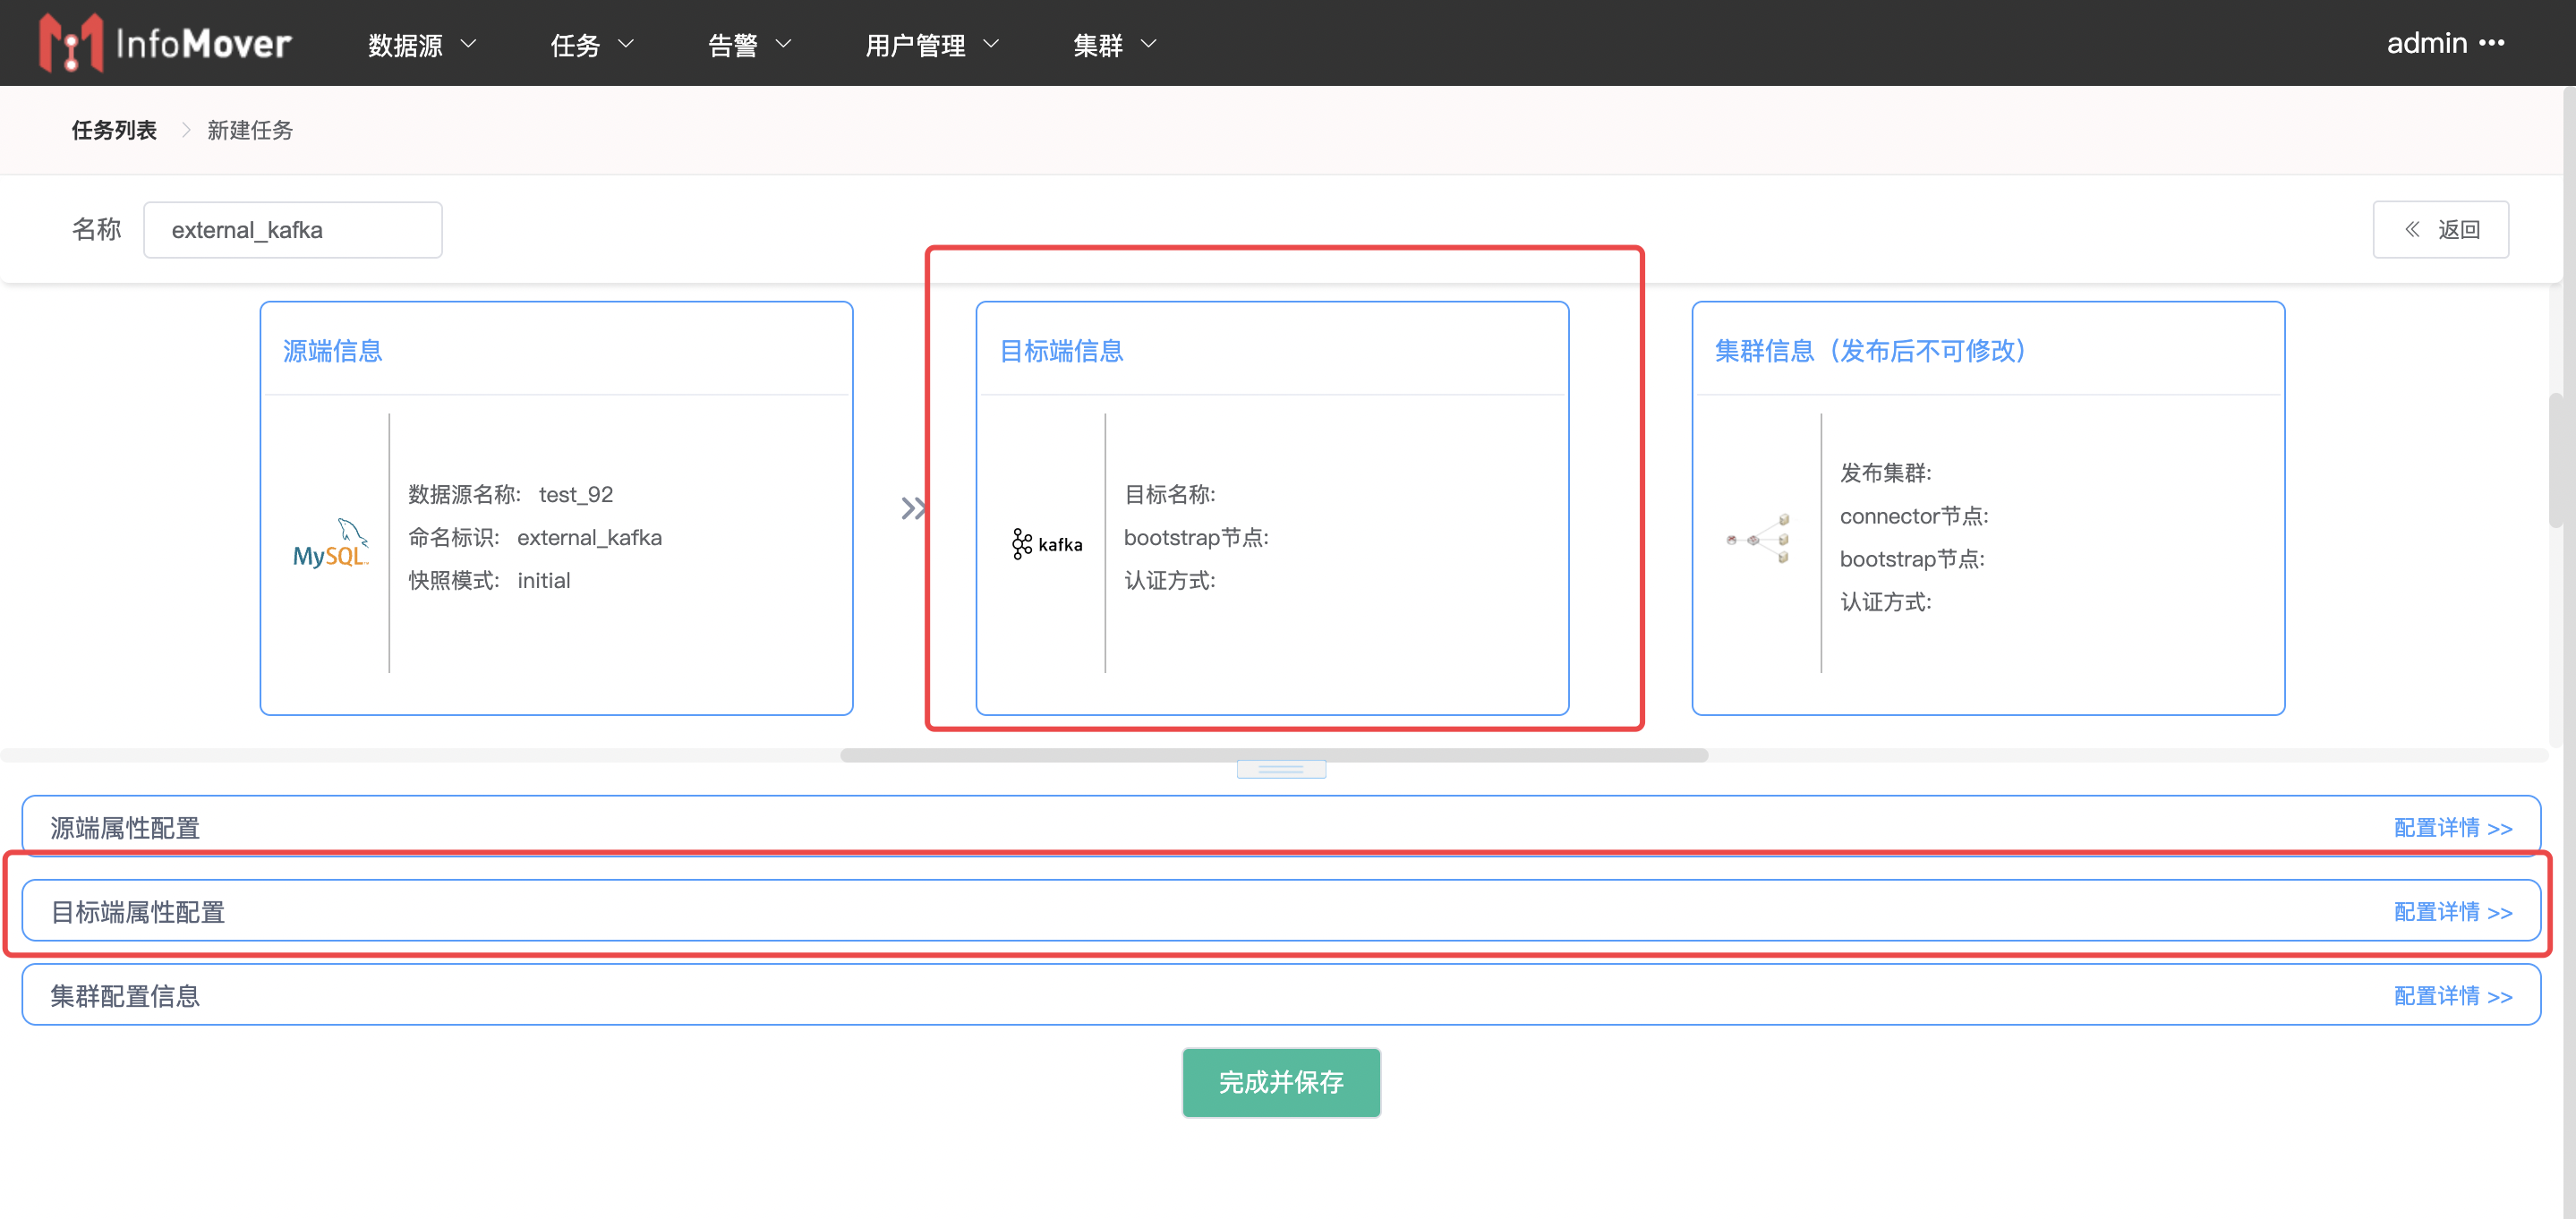 InfoMover
数据源
任务
告警
用户管理
集群
admin •••
任务列表
新建任务
名称
external_kafka
返回
源端信息
MySQL
数据源名称: test_92
命名标识: external_kafka
快照模式: initial
目标端信息
kafka
目标名称:
bootstrap节点:
认证方式:
集群信息（发布后不可修改）
发布集群:
connector节点:
bootstrap节点:
认证方式:
源端属性配置
配置详情 >>
目标端属性配置
配置详情 >>
集群配置信息
配置详情 >>
完成并保存